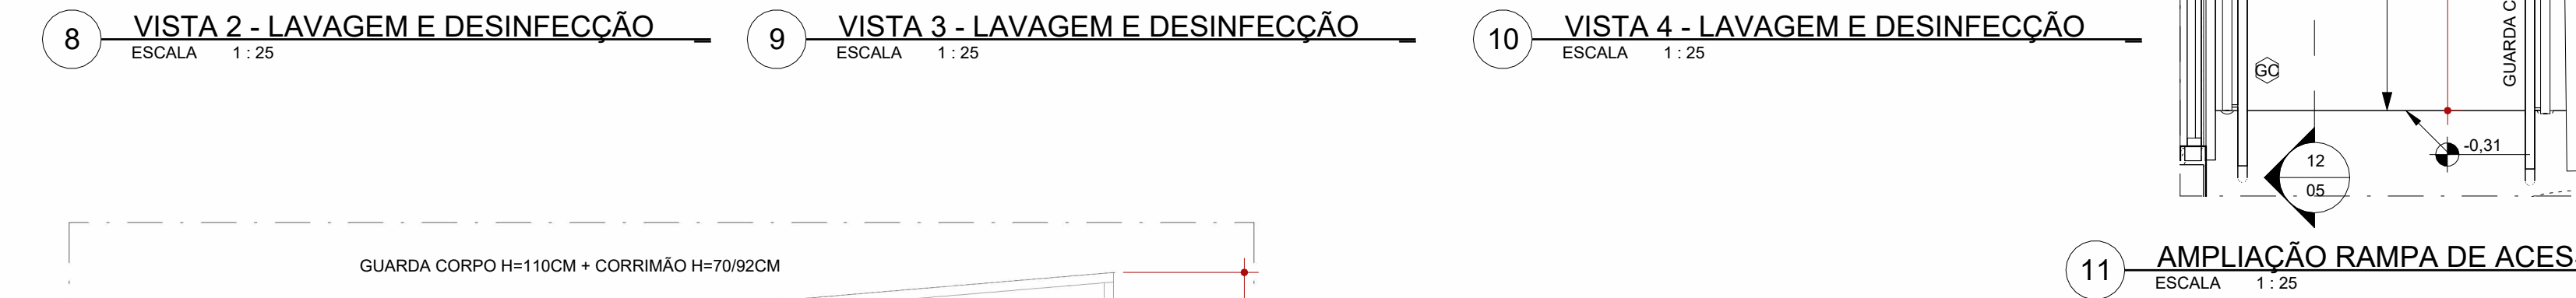 8 VISTA 2 - LAVAGEM E DESINFECÇÃO
ESCALA 1 : 25
9 VISTA 3 - LAVAGEM E DESINFECÇÃO
ESCALA 1 : 25
10 VISTA 4 - LAVAGEM E DESINFECÇÃO
ESCALA 1 : 25
GC
GUARDA C
-0,31
12
05
GUARDA CORPO H=110CM + CORRIMÃO H=70/92CM
11 AMPLIAÇÃO RAMPA DE ACES
ESCALA 1 : 25